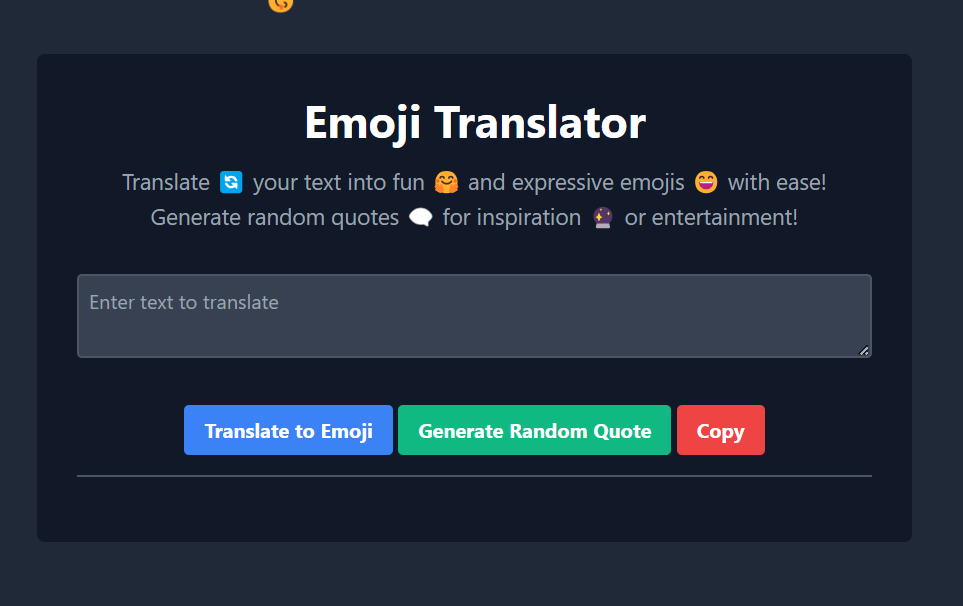 Emoji Translator
Translate 🔄 your text into fun 🤗 and expressive emojis 😄 with ease!
Generate random quotes 🗨️ for inspiration 🔮 or entertainment!
Enter text to translate
Translate to Emoji Generate Random Quote Copy